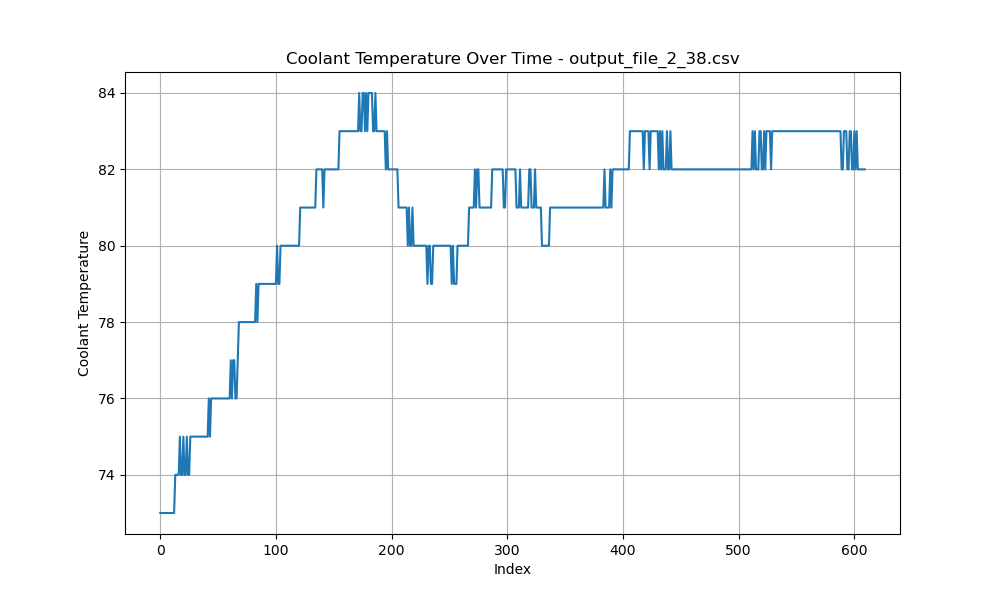 Coolant Temperature Over Time - output_file_2_38.csv
84
82
80
78
76
74
Coolant Temperature
0 100 200 300 400 500 600
Index